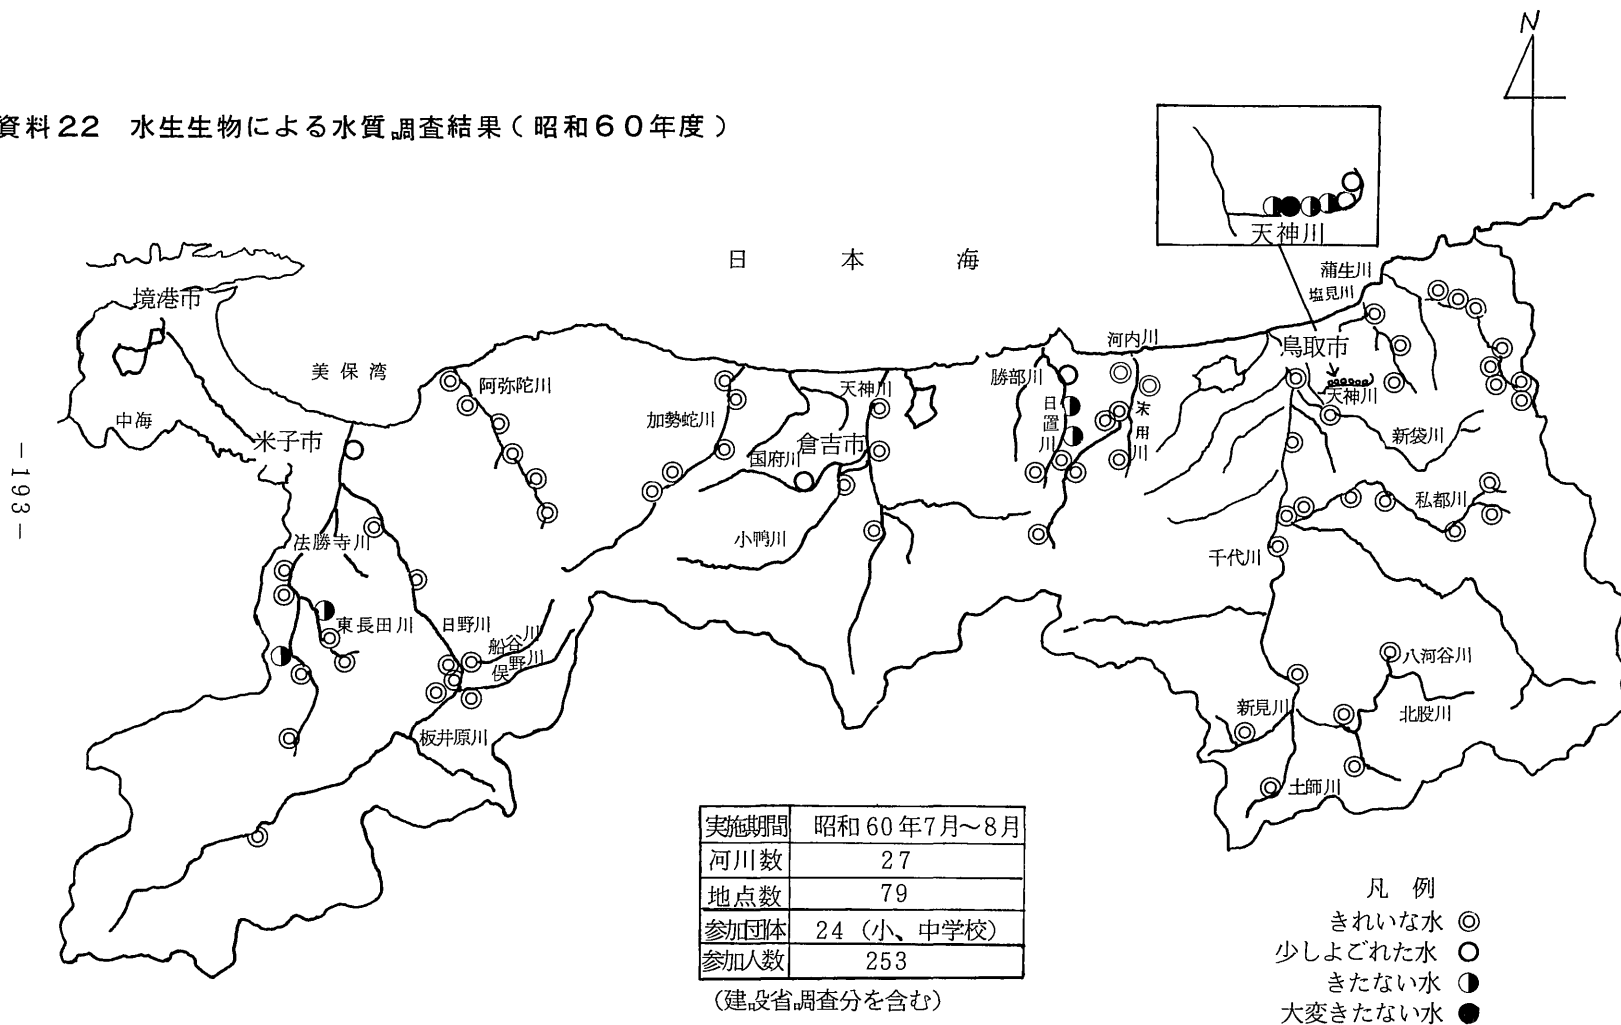 資料22 水生生物による水質調査結果(昭和60年度)
N
天神川
日本海
蒲生川
塩見川
境港市
美保湾
中海
米子市
阿弥陀川
加勢蛇川
天神川
国府川
倉吉市
小鴨川
勝部川
日置川
河内川
末用川
鳥取市
天神川
新袋川
私都川
千代川
法勝寺川
東長田川
日野川
船谷川
俣野川
板井原川
八河谷川
北股川
新見川
土師川
実施期間 昭和60年7月~8月
河川数 27
地点数 79
参加団体 24(小、中学校)
参加人数 253
(建設省調査分を含む)
凡例
きれいな水 ◎
少しよごれた水 ○
きたない水 ◑
大変きたない水 ●
-193-